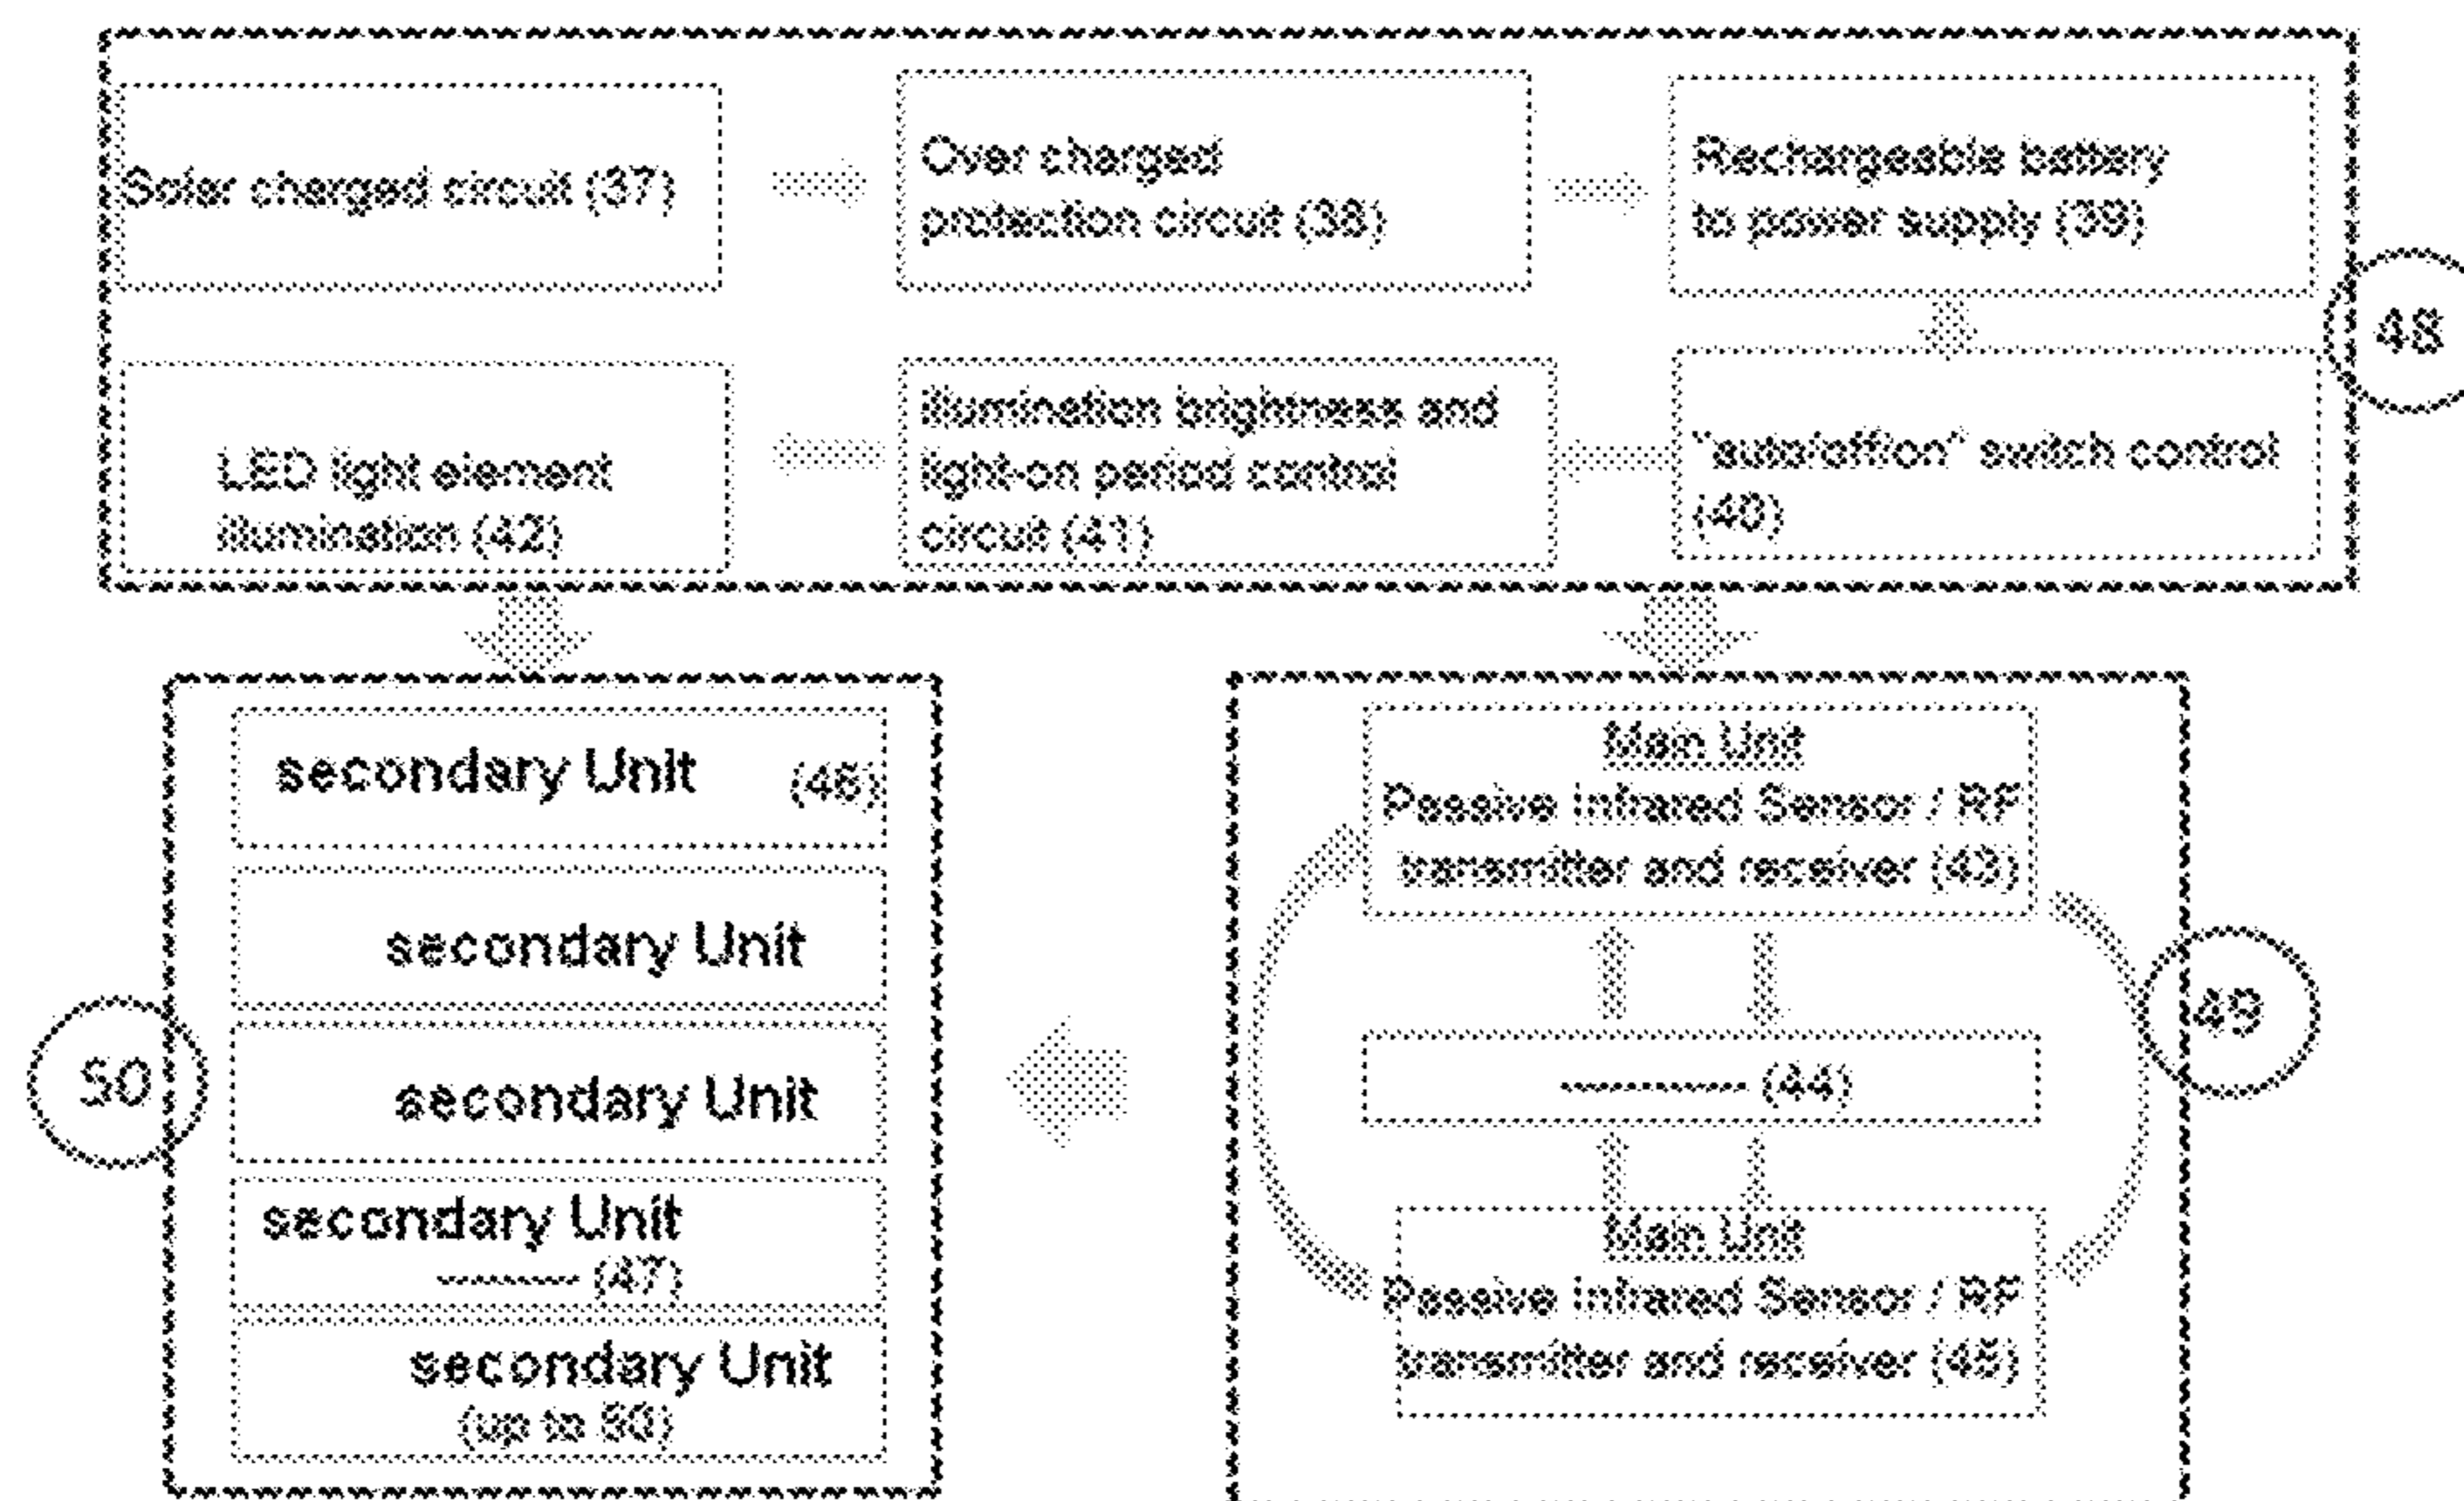 Solar charged circuit (37)
Over charged
protection circuit (38)
Rechargeable battery
to power supply (39)
48
LED light element
illumination (42)
illumination brightness and
light-on period control
circuit (41)
"auto/off/on" switch control
(40)
secondary Unit (46)
secondary Unit
secondary Unit
secondary Unit
-------- (47)
secondary Unit
(up to
50
Main Unit
Passive Infrared Sensor / RF
transmitter and receiver (43)
---------- (44)
Main Unit
Passive Infrared Sensor / RF
transmitter and receiver (45)
49